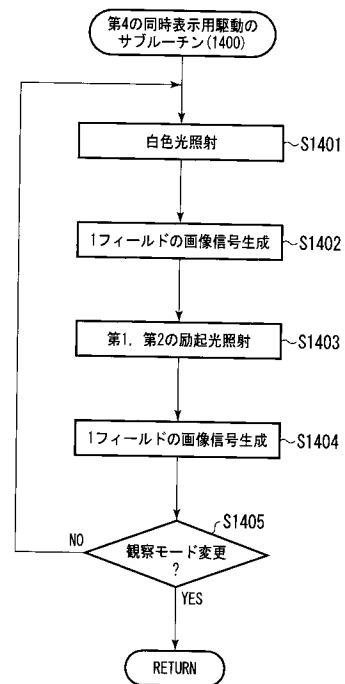 第4の同時表示用駆動の
サブルーチン(1400)
白色光照射
S1401
1フィールドの画像信号生成
S1402
第1，第2の励起光照射
S1403
1フィールドの画像信号生成
S1404
S1405
観察モード変更
?
NO
YES
RETURN